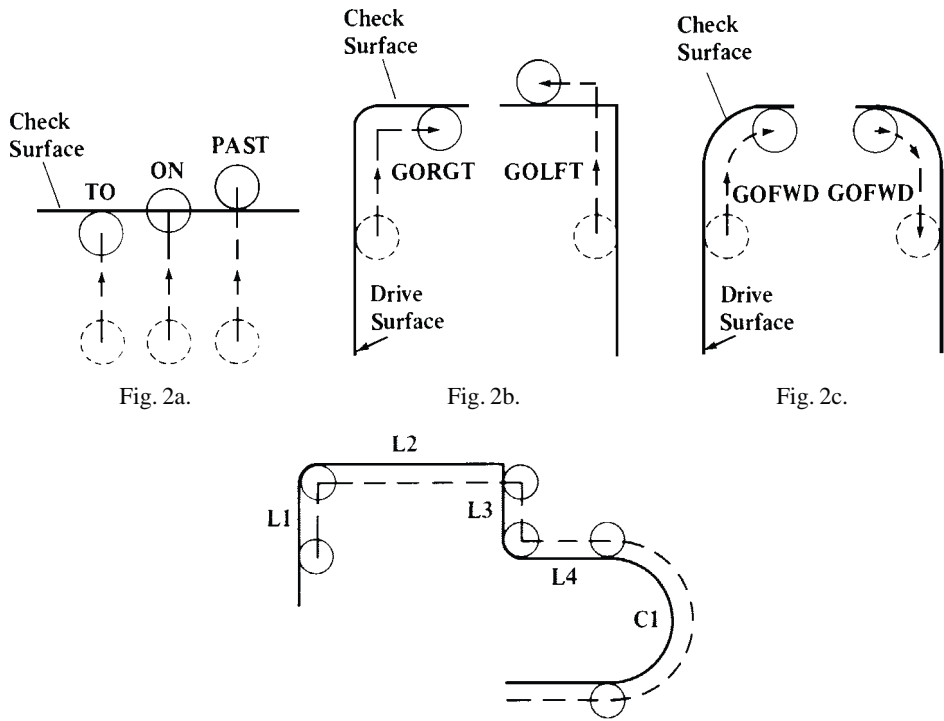 Check
Surface
TO
ON
PAST
Fig. 2a.
Check
Surface
GORGT
GOLFT
Drive
Surface
Fig. 2b.
Check
Surface
GOFWD
GOFWD
Drive
Surface
Fig. 2c.
L2
L1
L3
L4
C1